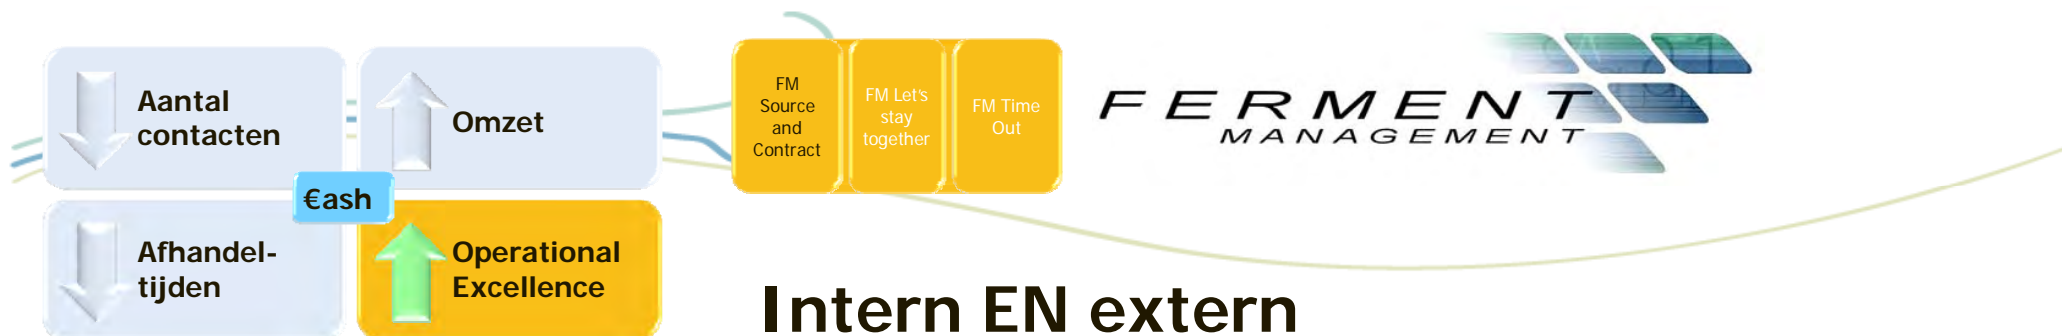 Aantal
contacten
Omzet
€ash
Afhandel-
tijden
Operational
Excellence
FM
Source
and
Contract
FM Let's
stay
together
FM Time
Out
FERMENT
MANAGEMENT
Intern EN extern